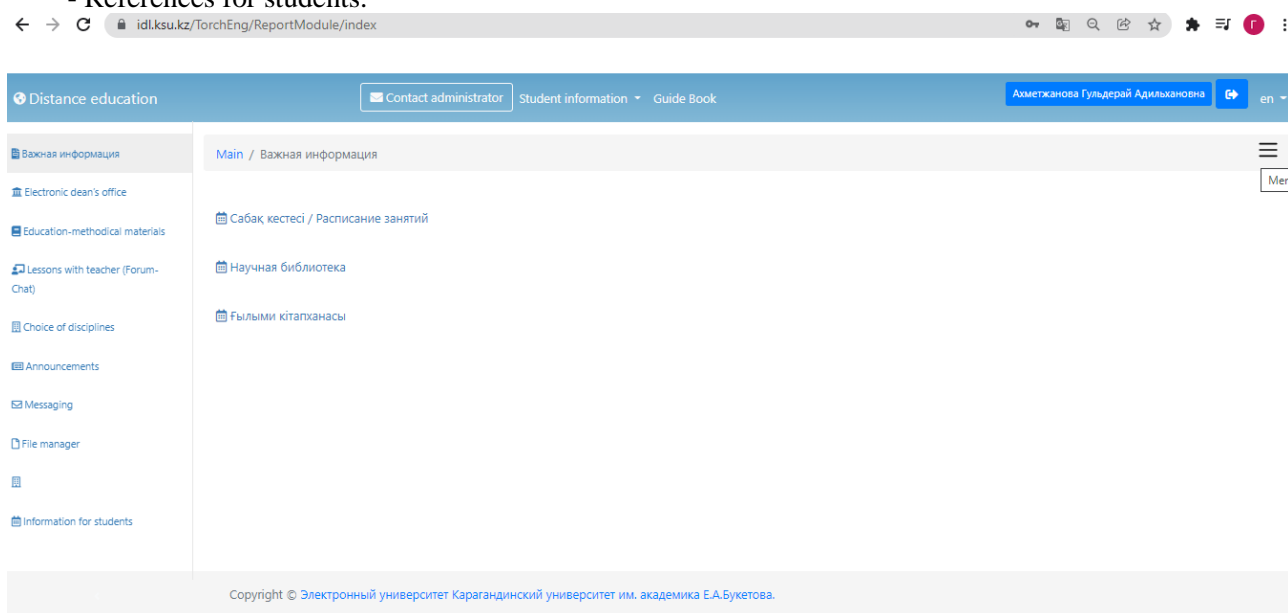 - References for students.
idl.ksu.kz/TorchEng/ReportModule/index
Г
Distance education
Contact administrator
Student information
Guide Book
Ахметжанова Гульдерай Адильхановна
en
Важная информация
Main / Важная информация
Electronic dean's office
Сабақ кестесі / Расписание занятий
Education-methodical materials
Научная библиотека
Lessons with teacher (Forum-
Chat)
Ғылыми кітапханасы
Choice of disciplines
Announcements
Messaging
File manager
Information for students
Copyright © Электронный университет Карагандинский университет им. академика Е.А.Букетова.